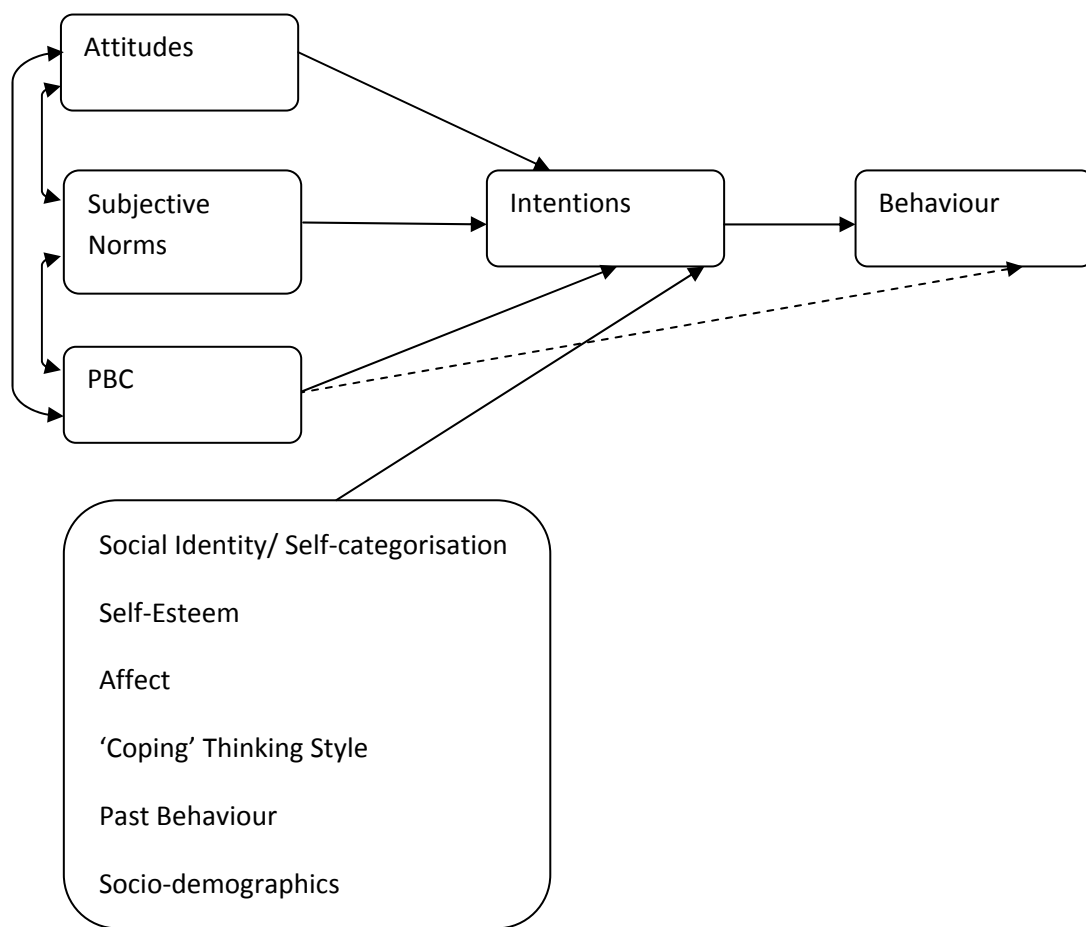 Attitudes
Subjective
Norms
PBC
Intentions
Behaviour
Social Identity/ Self-categorisation
Self-Esteem
Affect
‘Coping’ Thinking Style
Past Behaviour
Socio-demographics